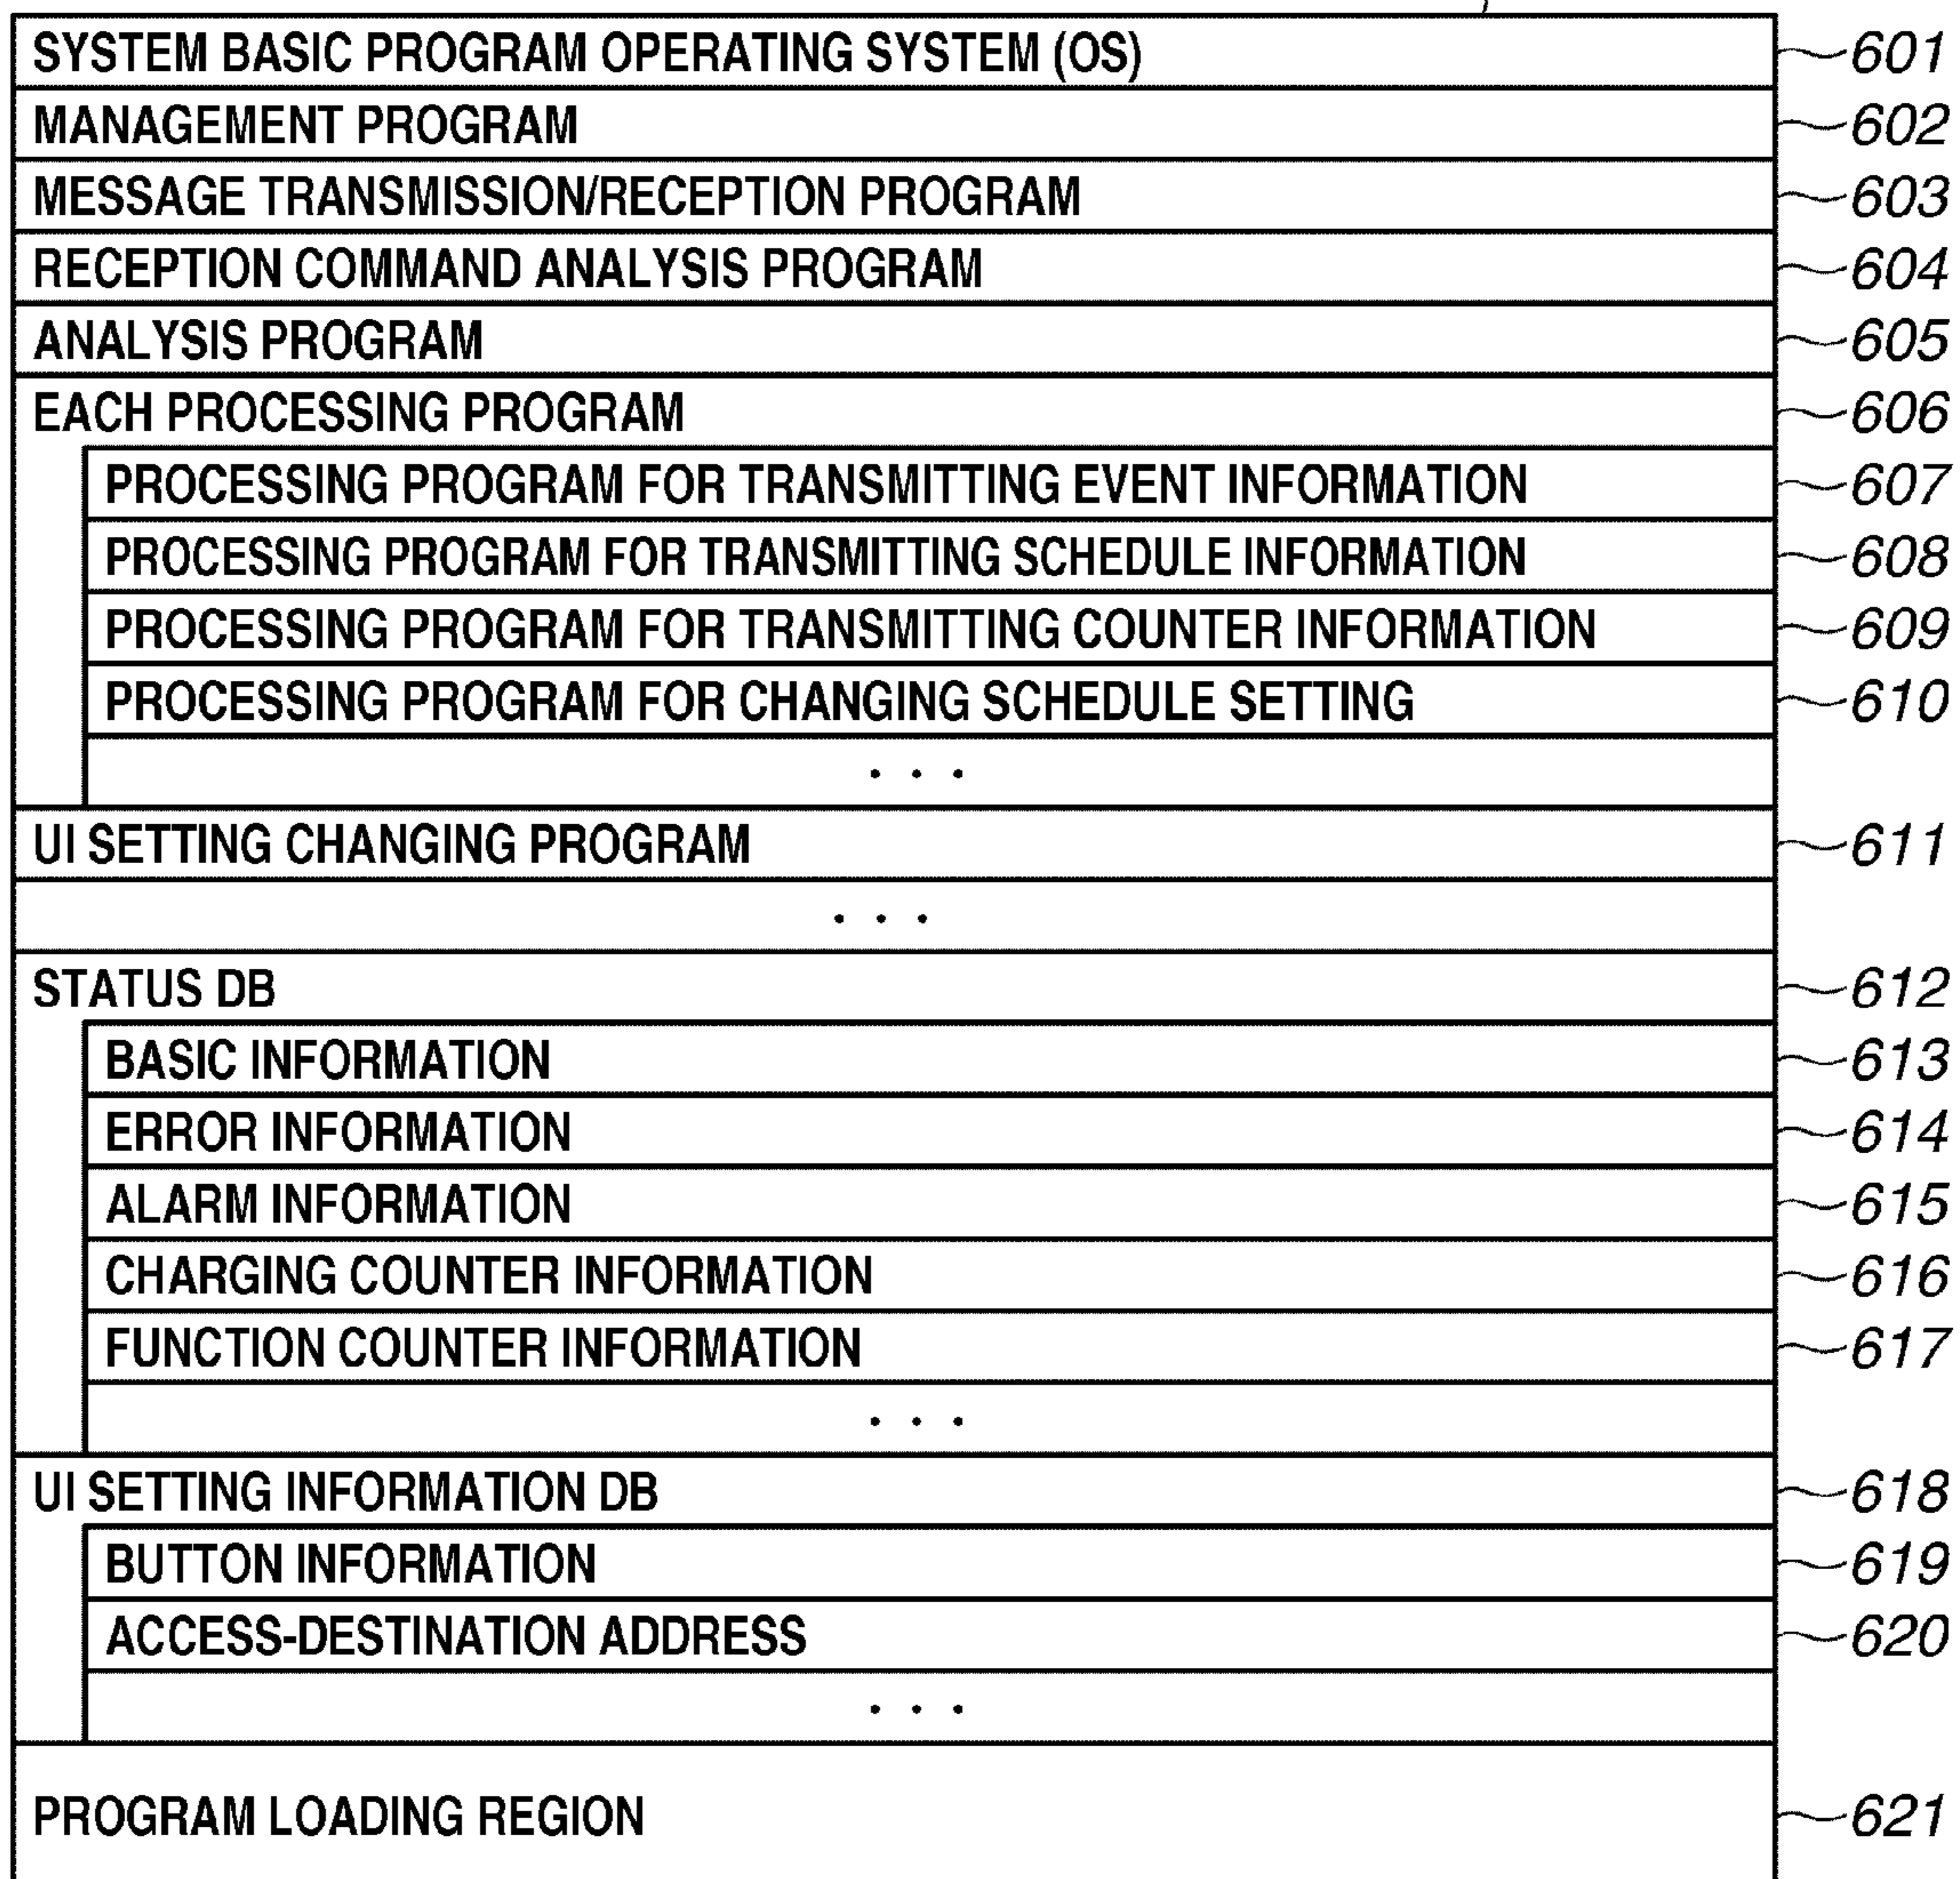 SYSTEM BASIC PROGRAM OPERATING SYSTEM (OS) 601
MANAGEMENT PROGRAM 602
MESSAGE TRANSMISSION/RECEPTION PROGRAM 603
RECEPTION COMMAND ANALYSIS PROGRAM 604
ANALYSIS PROGRAM 605
EACH PROCESSING PROGRAM 606
PROCESSING PROGRAM FOR TRANSMITTING EVENT INFORMATION 607
PROCESSING PROGRAM FOR TRANSMITTING SCHEDULE INFORMATION 608
PROCESSING PROGRAM FOR TRANSMITTING COUNTER INFORMATION 609
PROCESSING PROGRAM FOR CHANGING SCHEDULE SETTING 610
. . .
UI SETTING CHANGING PROGRAM 611
. . .
STATUS DB 612
BASIC INFORMATION 613
ERROR INFORMATION 614
ALARM INFORMATION 615
CHARGING COUNTER INFORMATION 616
FUNCTION COUNTER INFORMATION 617
. . .
UI SETTING INFORMATION DB 618
BUTTON INFORMATION 619
ACCESS-DESTINATION ADDRESS 620
. . .
PROGRAM LOADING REGION 621